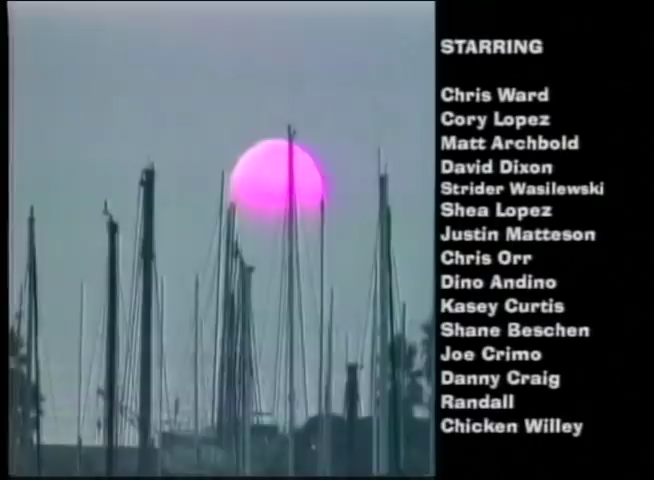 STARRING
Chris Ward
Cory Lopez
Matt Archbold
David Dixon
Strider Wasilewski
Shea Lopez
Justin Matteson
Chris Orr
Dino Andino
Kasey Curtis
Shane Beschen
Joe Crimo
Danny Craig
Randall
Chicken Willey